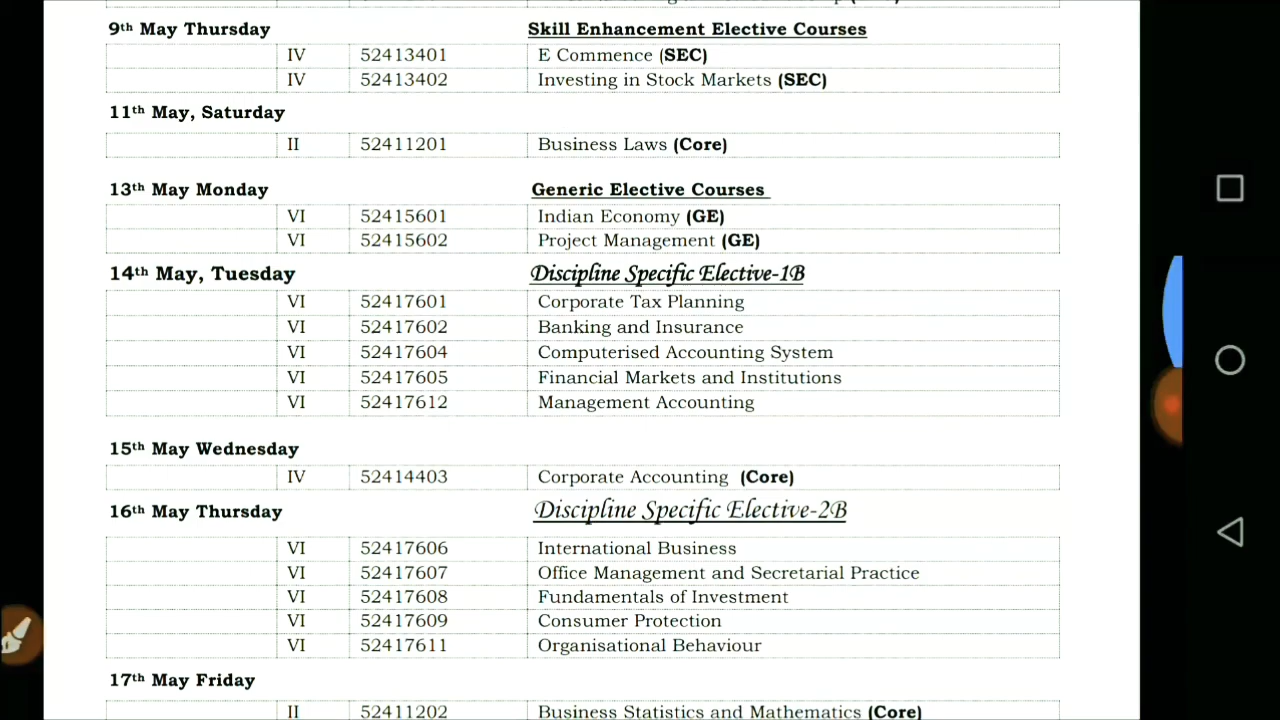 9th May Thursday Skill Enhancement Elective Courses
IV 52413401 E Commerce (SEC)
IV 52413402 Investing in Stock Markets (SEC)
11th May, Saturday
II 52411201 Business Laws (Core)
13th May Monday Generic Elective Courses
VI 52415601 Indian Economy (GE)
VI 52415602 Project Management (GE)
14th May, Tuesday Discipline Specific Elective-1B
VI 52417601 Corporate Tax Planning
VI 52417602 Banking and Insurance
VI 52417604 Computerised Accounting System
VI 52417605 Financial Markets and Institutions
VI 52417612 Management Accounting
15th May Wednesday
IV 52414403 Corporate Accounting (Core)
16th May Thursday Discipline Specific Elective-2B
VI 52417606 International Business
VI 52417607 Office Management and Secretarial Practice
VI 52417608 Fundamentals of Investment
VI 52417609 Consumer Protection
VI 52417611 Organisational Behaviour
17th May Friday
II 52411202 Business Statistics and Mathematics (Core)